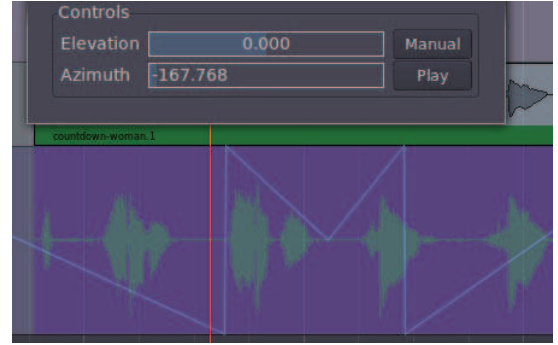 Controls
Elevation 0.000 Manual
Azimuth -167.768 Play
countdown-woman.1